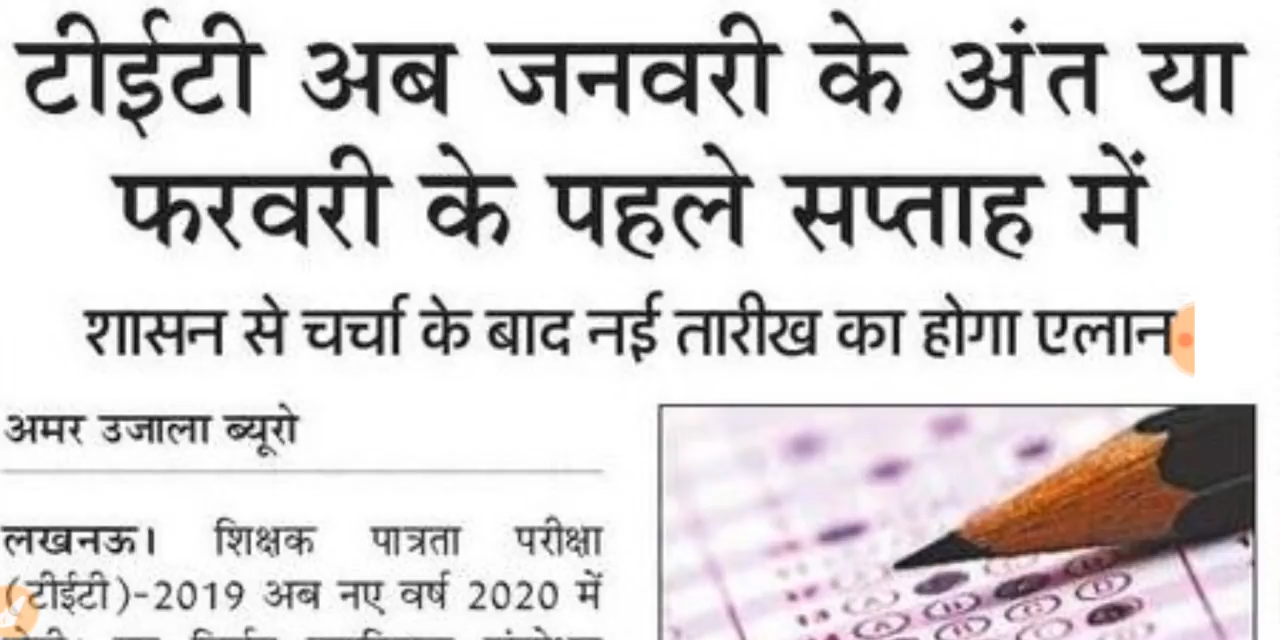 टीईटी अब जनवरी के अंत या
फरवरी के पहले सप्ताह में
शासन से चर्चा के बाद नई तारीख का होगा एलान
अमर उजाला ब्यूरो
लखनऊ। शिक्षक पात्रता परीक्षा
(टीईटी)-2019 अब नए वर्ष 2020 में